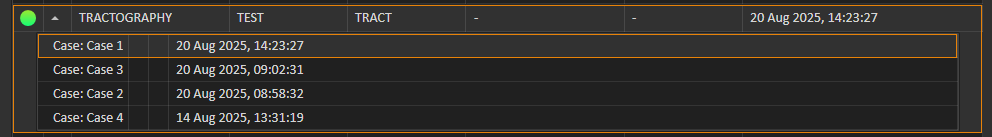 TRACTOGRAPHY TEST TRACT - - 20 Aug 2025, 14:23:27
Case: Case 1 20 Aug 2025, 14:23:27
Case: Case 3 20 Aug 2025, 09:02:31
Case: Case 2 20 Aug 2025, 08:58:32
Case: Case 4 14 Aug 2025, 13:31:19